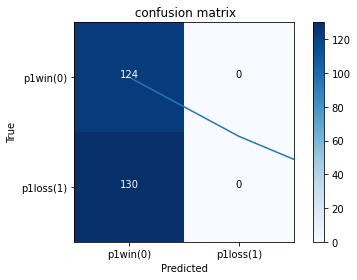 confusion matrix
p1win(0)
124
0
p1loss(1)
130
0
True
p1win(0)
p1loss(1)
Predicted
120
100
80
60
40
20
0